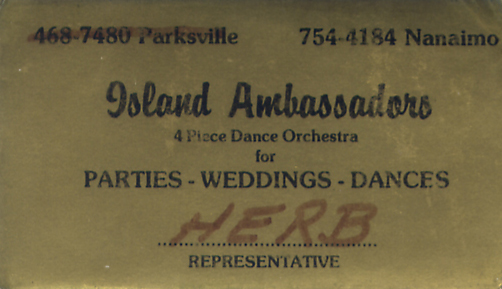 468-7480 Parksville 754-4184 Nanaimo
Island Ambassadors
4 Piece Dance Orchestra
for
PARTIES - WEDDINGS - DANCES
HERB
REPRESENTATIVE